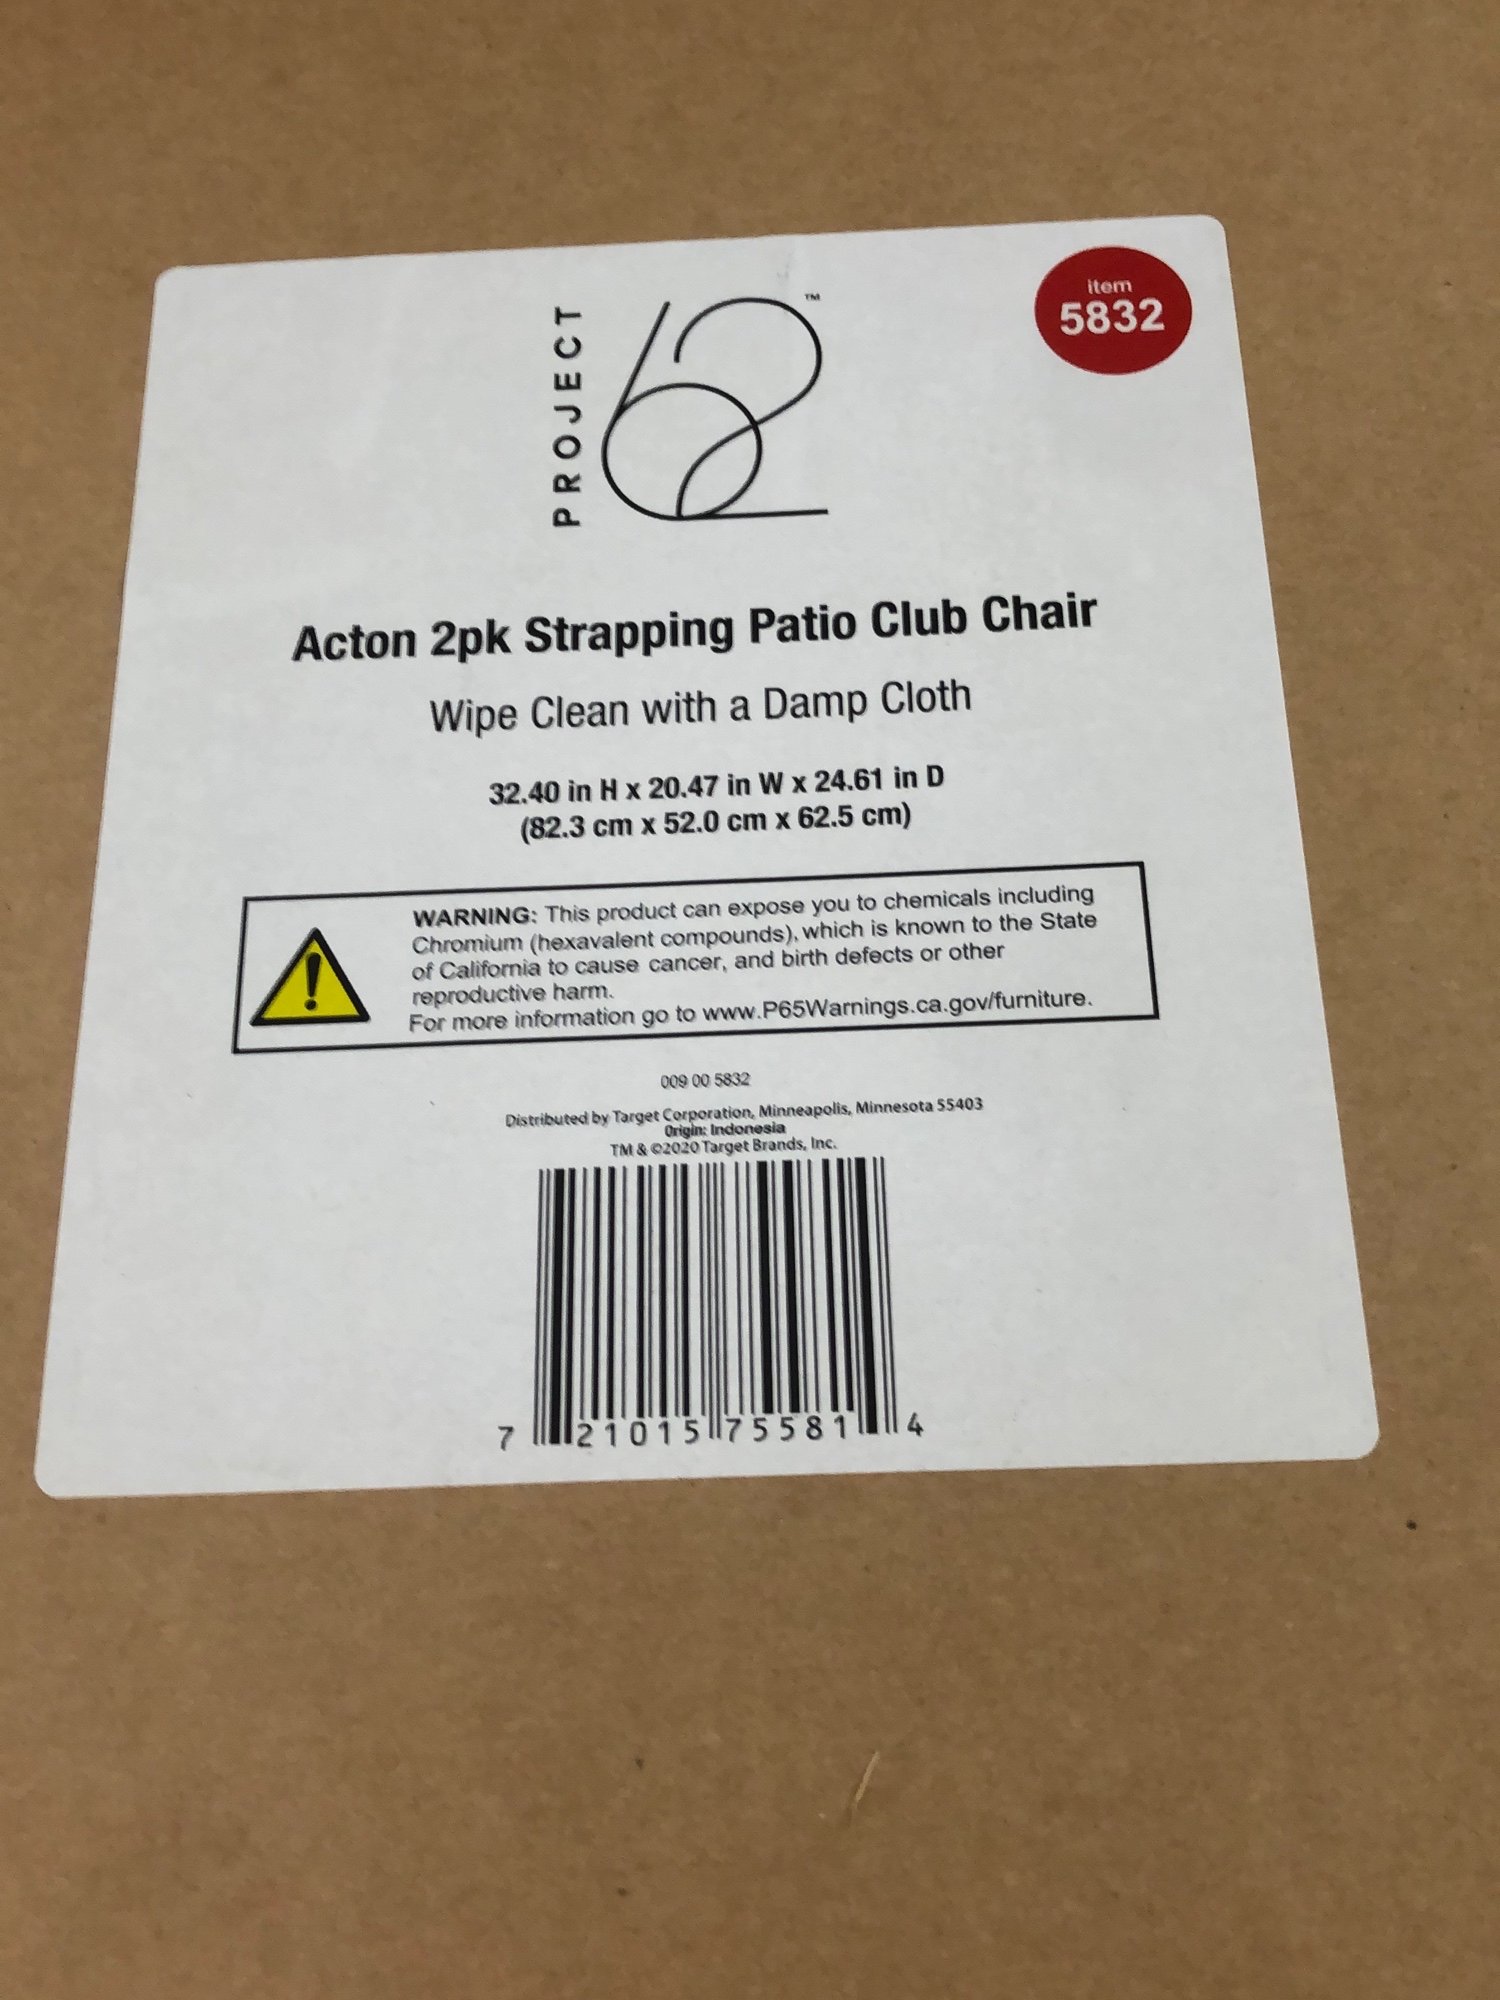 PROJECT
62™
item
5832
Acton 2pk Strapping Patio Club Chair
Wipe Clean with a Damp Cloth
32.40 in H x 20.47 in W x 24.61 in D
(82.3 cm x 52.0 cm x 62.5 cm)
WARNING: This product can expose you to chemicals including
Chromium (hexavalent compounds), which is known to the State
of California to cause cancer, and birth defects or other
reproductive harm.
For more information go to www.P65Warnings.ca.gov/furniture.
009 00 5832
Distributed by Target Corporation, Minneapolis, Minnesota 55403
Origin: Indonesia
TM & ©2020 Target Brands, Inc.
7 21015 75581 4